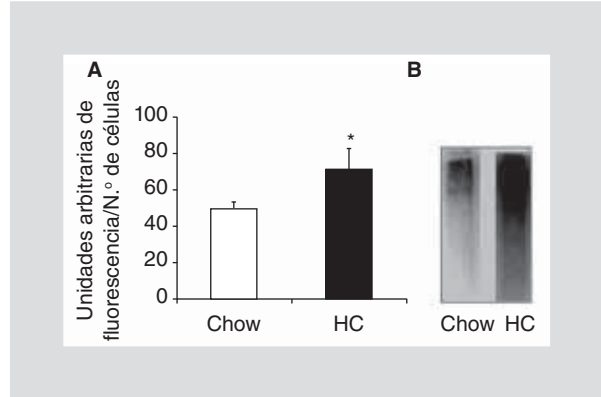 A
B
Unidades arbitrarias de
fluorescencia/N.º de células
100
80
60
40
20
0
*
Chow
HC
Chow HC